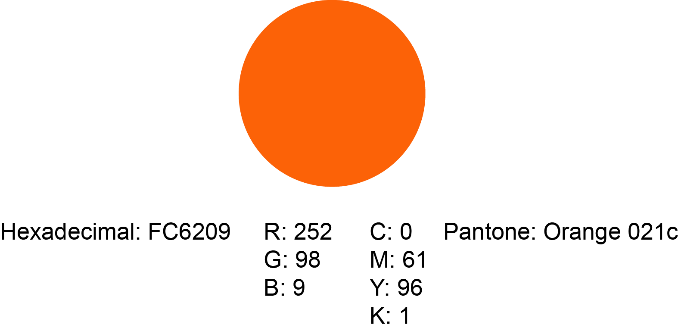 Hexadecimal: FC6209 R: 252 C: 0 Pantone: Orange 021c
G: 98 M: 61
B: 9 Y: 96
K: 1